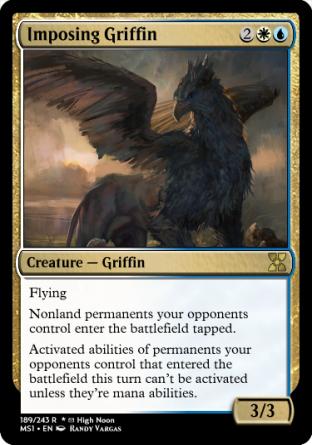 Imposing Griffin 2
Creature — Griffin
Flying
Nonland permanents your opponents
control enter the battlefield tapped.
Activated abilities of permanents your
opponents control that entered the
battlefield this turn can't be activated
unless they're mana abilities.
3/3
189/243 R * High Noon
MSI • EN Randy Vargas